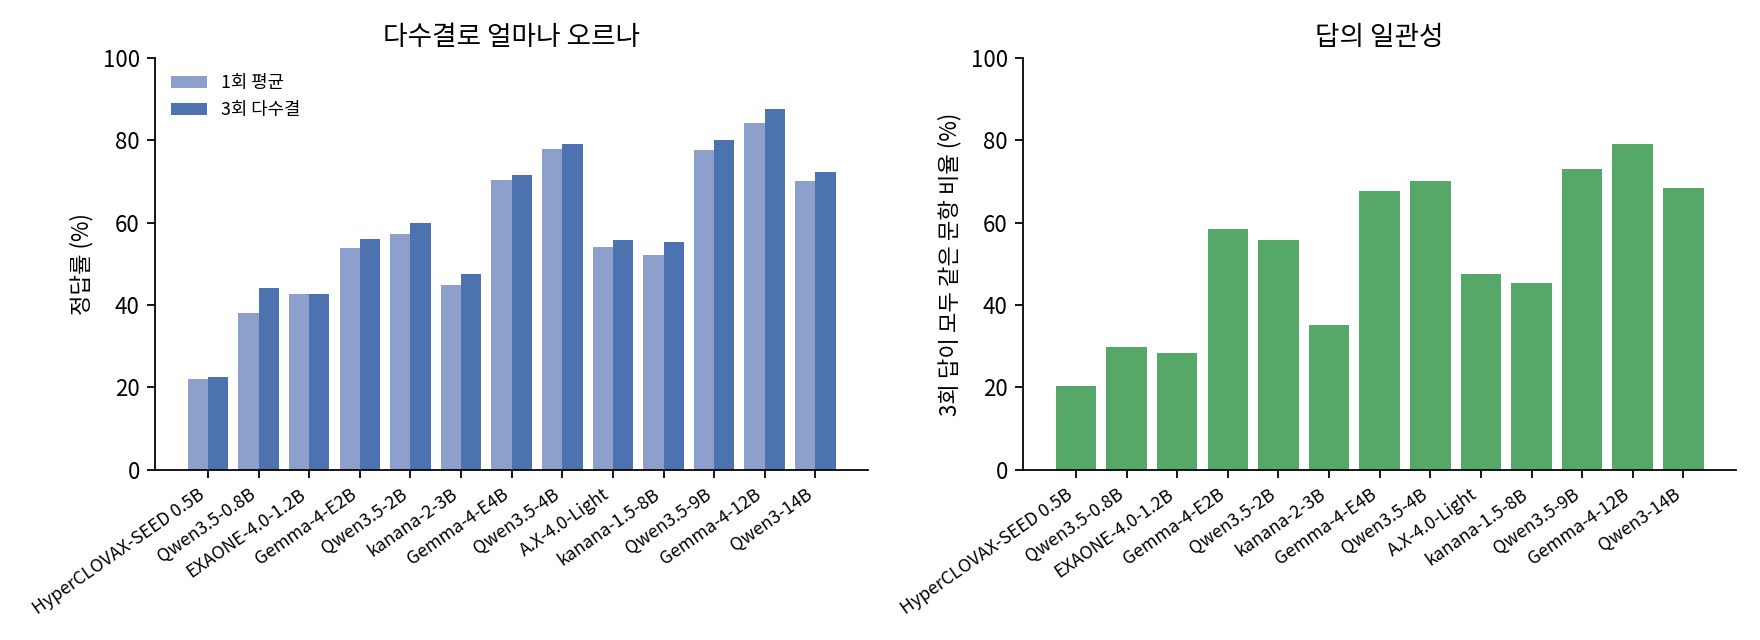 다수결로 얼마나 오르나
1회 평균
3회 다수결
정답률 (%)
100
80
60
40
20
0
HyperCLOVAX-SEED 0.5B
Qwen3.5-0.8B
EXAONE-4.0-1.2B
Gemma-4-E2B
Qwen3.5-2B
kanana-2-3B
Gemma-4-E4B
Qwen3.5-4B
A.X-4.0-Light
kanana-1.5-8B
Qwen3.5-9B
Gemma-4-12B
Qwen3-14B
답의 일관성
3회 답이 모두 같은 문항 비율 (%)
100
80
60
40
20
0
HyperCLOVAX-SEED 0.5B
Qwen3.5-0.8B
EXAONE-4.0-1.2B
Gemma-4-E2B
Qwen3.5-2B
kanana-2-3B
Gemma-4-E4B
Qwen3.5-4B
A.X-4.0-Light
kanana-1.5-8B
Qwen3.5-9B
Gemma-4-12B
Qwen3-14B